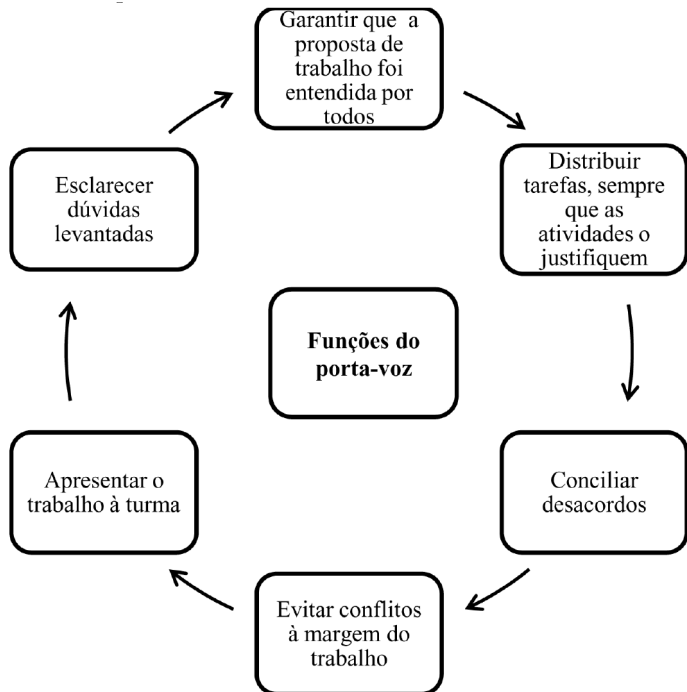 Garantir que a
proposta de
trabalho foi
entendida por
todos
Distribuir
tarefas, sempre
que as
atividades o
justifiquem
Conciliar
desacordos
Evitar conflitos
à margem do
trabalho
Apresentar o
trabalho à turma
Esclarecer
dúvidas
levantadas
Funções do
porta-voz